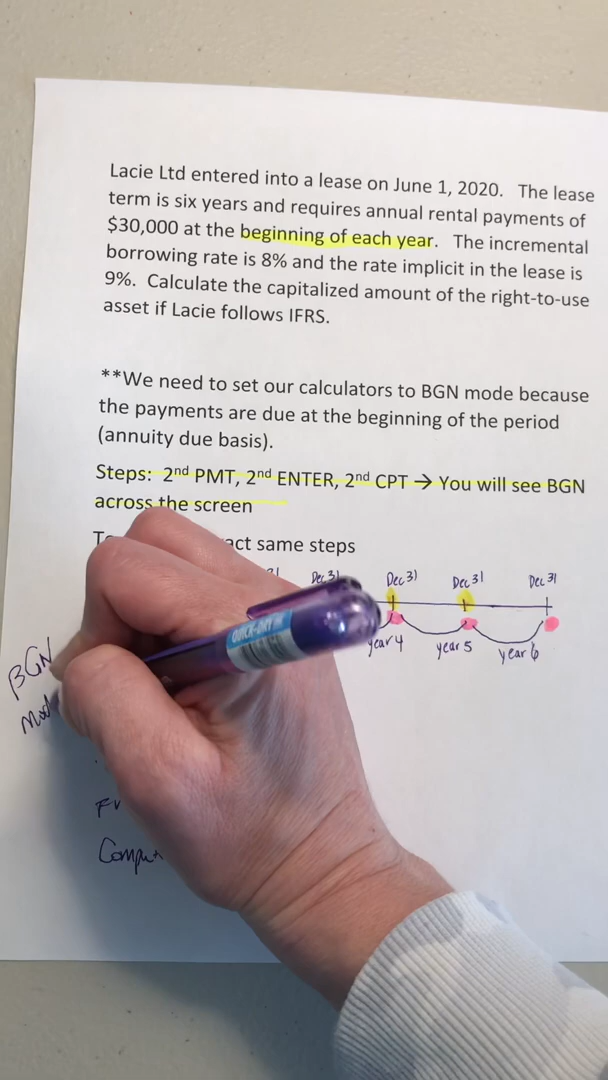 Lacie Ltd entered into a lease on June 1, 2020. The lease
term is six years and requires annual rental payments of
$30,000 at the beginning of each year. The incremental
borrowing rate is 8% and the rate implicit in the lease is
9%. Calculate the capitalized amount of the right-to-use
asset if Lacie follows IFRS.
**We need to set our calculators to BGN mode because
the payments are due at the beginning of the period
(annuity due basis).
Steps: 2nd PMT, 2nd ENTER, 2nd CPT → You will see BGN
across the screen
act same steps
Dec 31 Dec 31 Dec 31 Dec 31
year 4 year 5 year 6
QUICK-DRY
BGN
FV